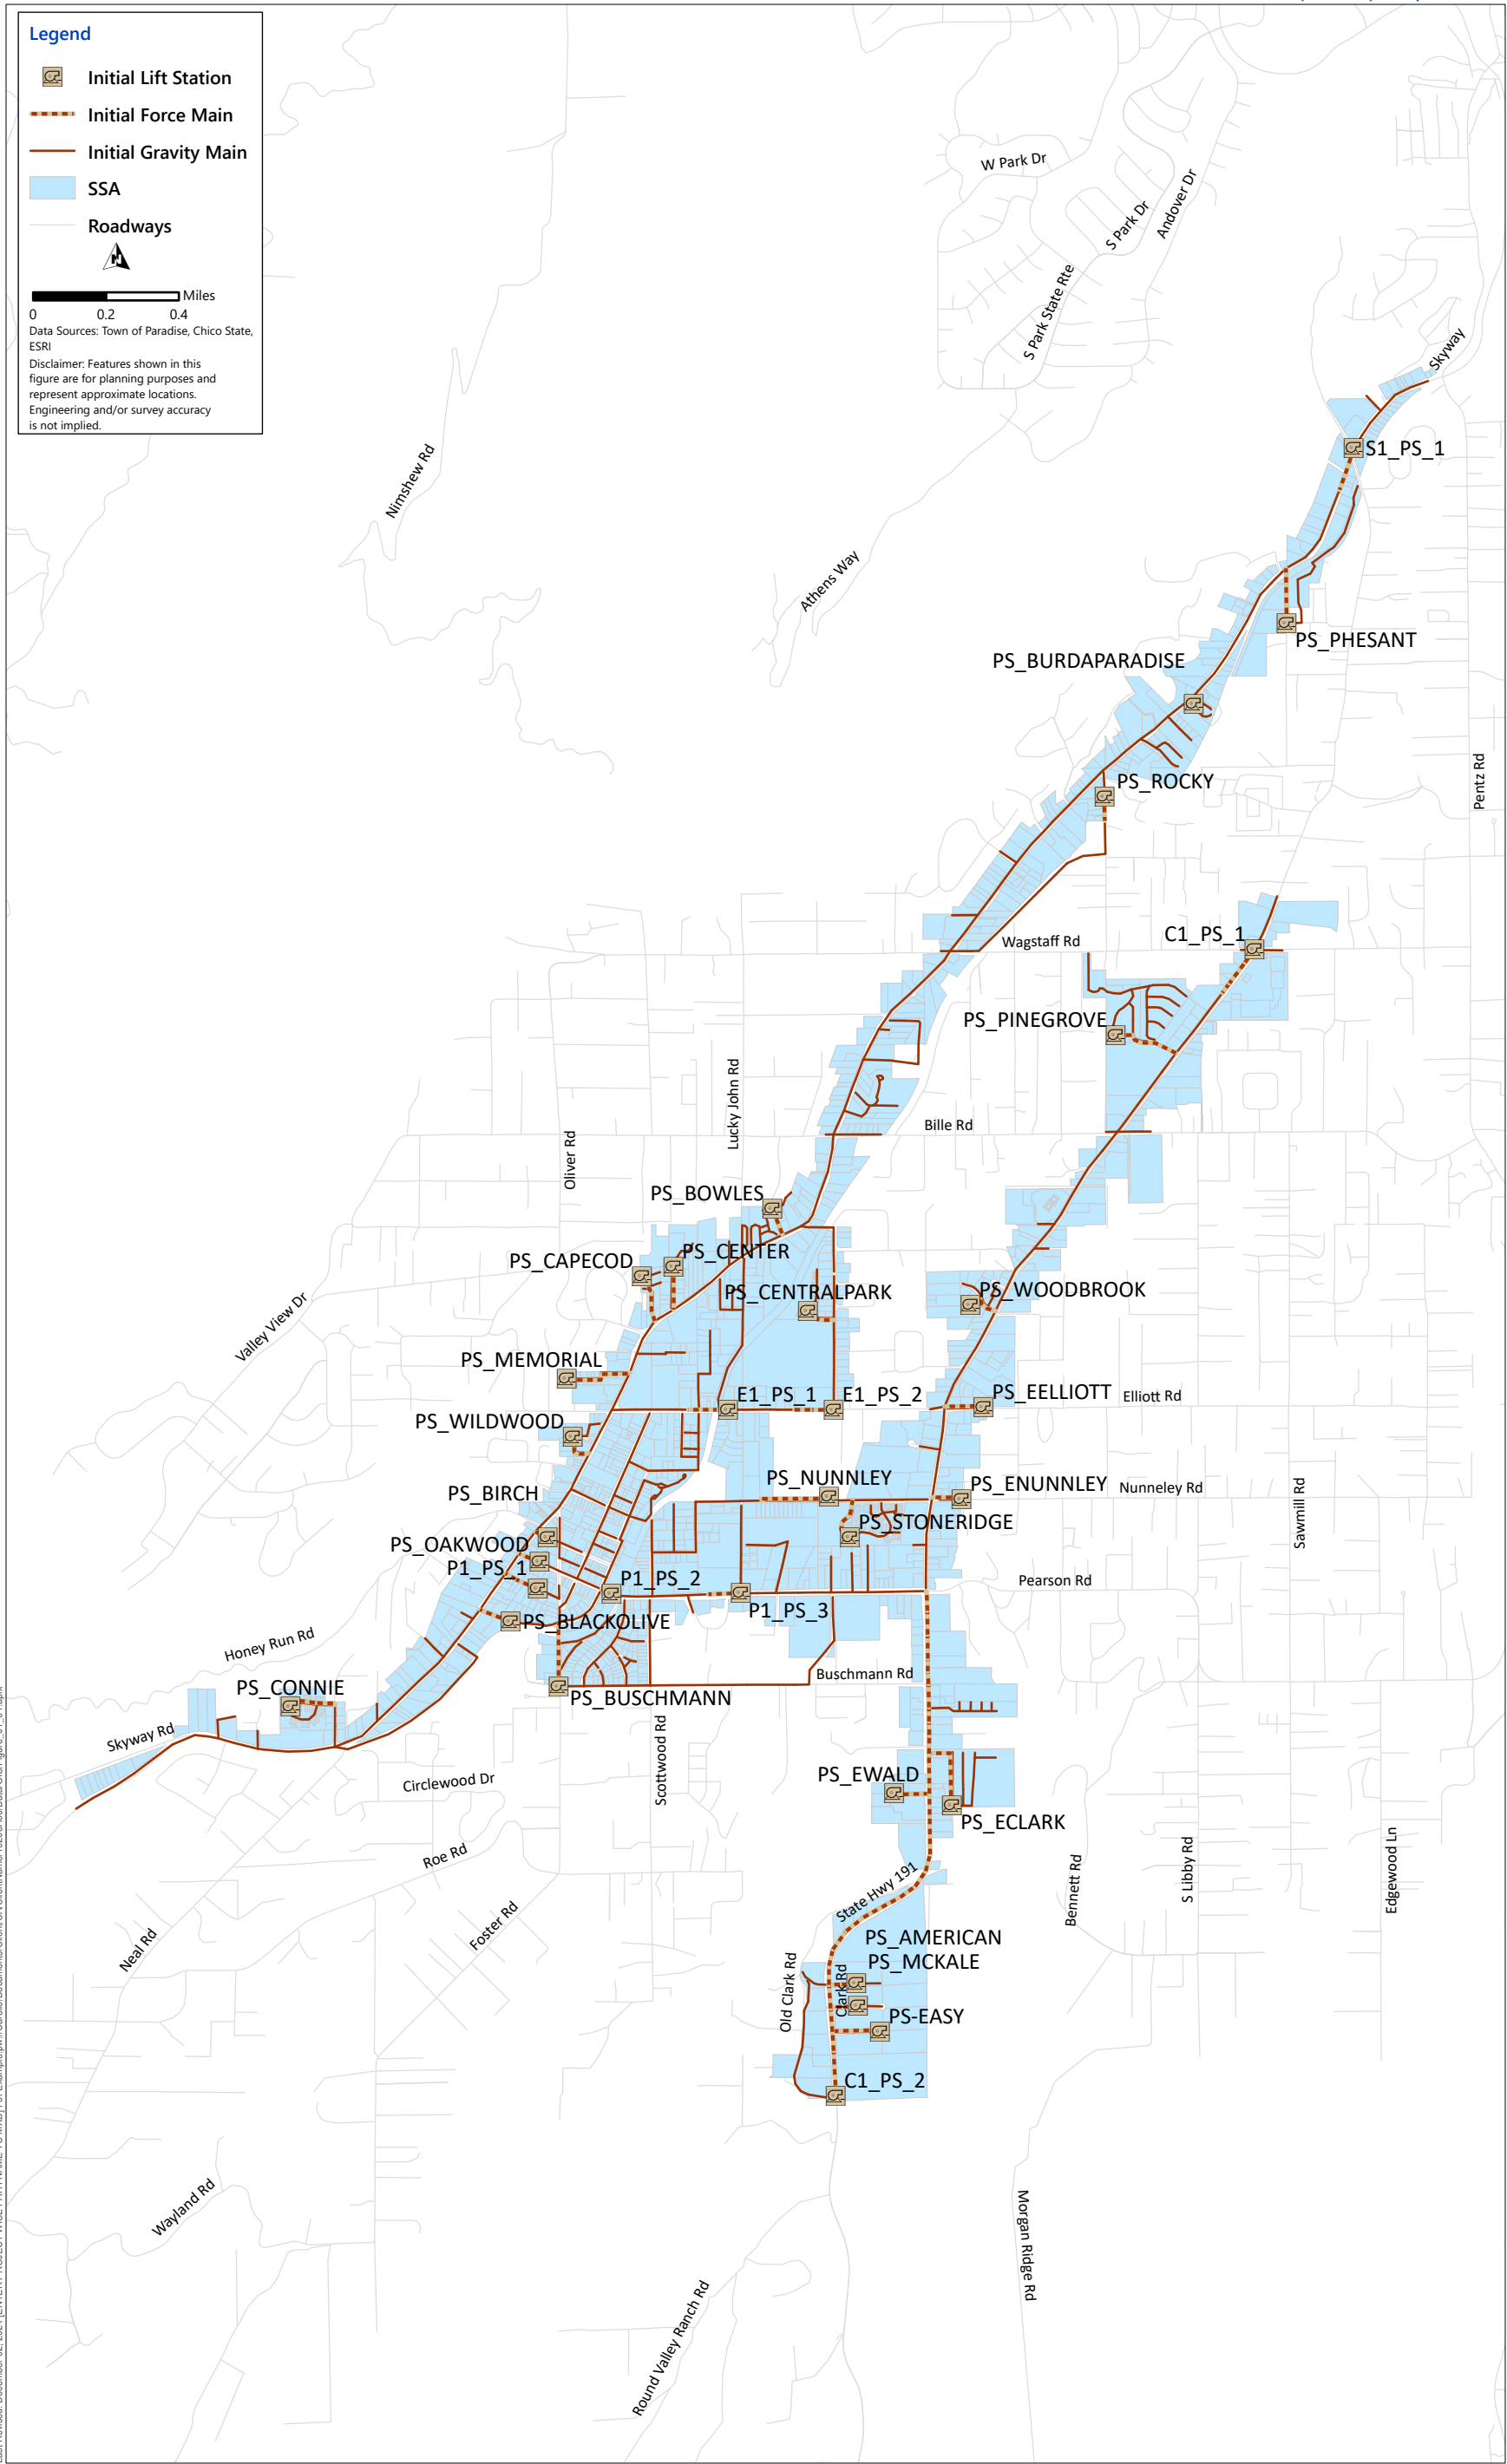 Legend
Initial Lift Station
Initial Force Main
Initial Gravity Main
SSA
Roadways
N
Miles
0 0.2 0.4
Data Sources: Town of Paradise, Chico State,
ESRI
Disclaimer: Features shown in this
figure are for planning purposes and
represent approximate locations.
Engineering and/or survey accuracy
is not implied.
W Park Dr
S Park Dr
Andover Dr
S Park State Rte
Skyway
S1_PS_1
Nimshew Rd
Athens Way
PS_PHESANT
PS_BURDAPARADISE
Pentz Rd
PS_ROCKY
C1_PS_1
Wagstaff Rd
PS_PINEGROVE
Lucky John Rd
Bille Rd
Oliver Rd
PS_BOWLES
PS_CENTER
PS_CAPECOD
PS_CENTRALPARK
PS_WOODBROOK
Valley View Dr
PS_MEMORIAL
E1_PS_1
E1_PS_2
PS_EELLIOTT
Elliott Rd
PS_WILDWOOD
PS_NUNNLEY
PS_ENUNNLEY
Nunneley Rd
PS_BIRCH
Sawmill Rd
PS_STONERIDGE
PS_OAKWOOD
P1_PS_1
P1_PS_2
Pearson Rd
P1_PS_3
PS_BLACKOLIVE
Honey Run Rd
Buschmann Rd
PS_CONNIE
PS_BUSCHMANN
Skyway Rd
Scottwood Rd
Circlewood Dr
PS_EWALD
PS_ECLARK
Roe Rd
S Libby Rd
Edgewood Ln
Bennett Rd
State Hwy 191
Foster Rd
Neal Rd
PS_AMERICAN
PS_MCKALE
Old Clark Rd
Clark Rd
PS-EASY
C1_PS_2
Wayland Rd
Morgan Ridge Rd
Round Valley Ranch Rd